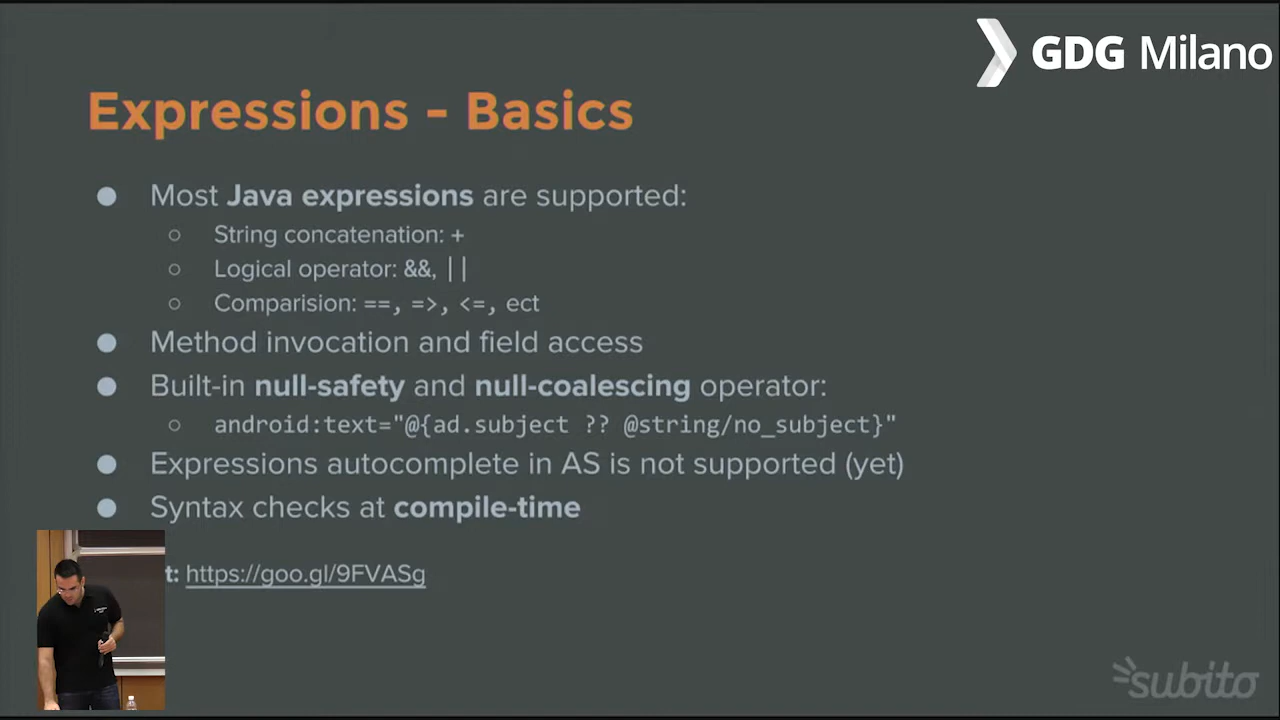 GDG Milano
Expressions - Basics
● Most Java expressions are supported:
○ String concatenation: +
○ Logical operator: &&, ||
○ Comparision: ==, =>, <=, ect
● Method invocation and field access
● Built-in null-safety and null-coalescing operator:
○ android:text="@{ad.subject ?? @string/no_subject}"
● Expressions autocomplete in AS is not supported (yet)
● Syntax checks at compile-time
t: https://goo.gl/9FVASg
subito